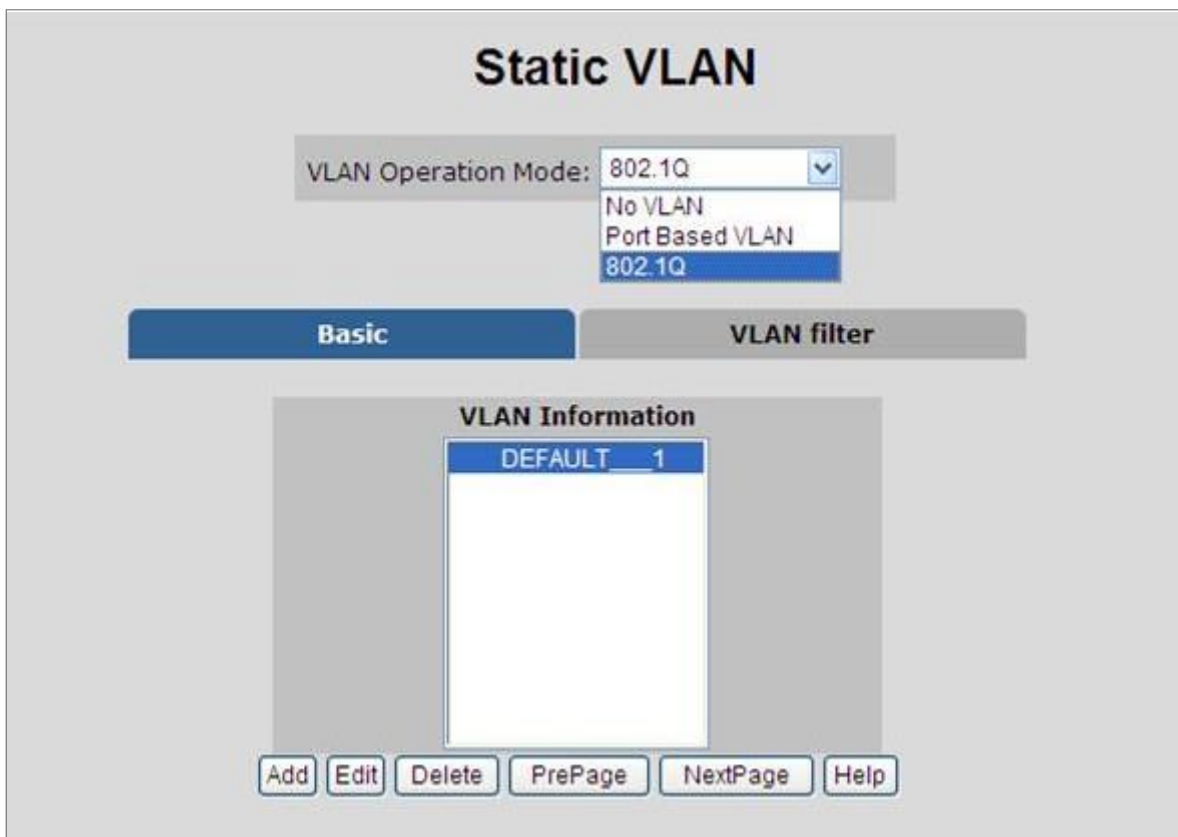 Static VLAN
VLAN Operation Mode: 802.1Q
No VLAN
Port Based VLAN
802.1Q
Basic VLAN filter
VLAN Information
DEFAULT___1
Add Edit Delete PrePage NextPage Help